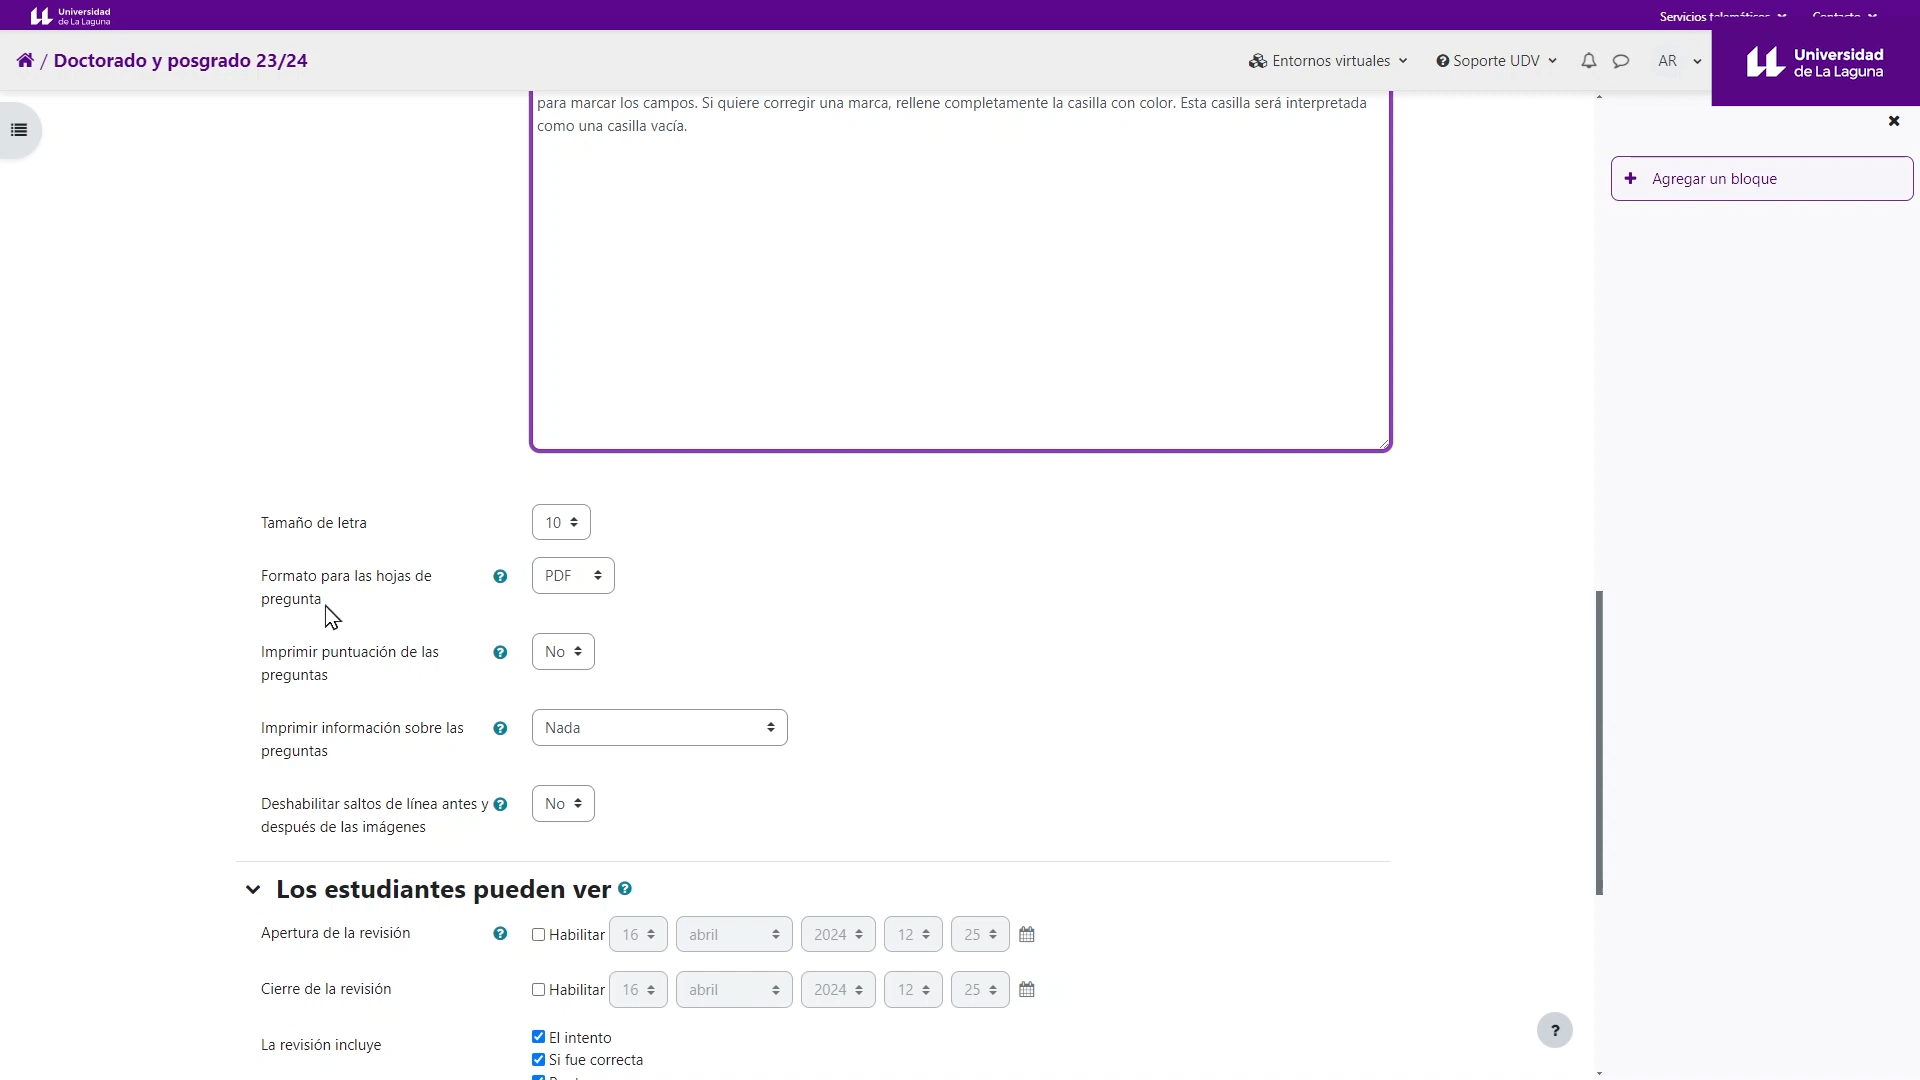 Universidad
de La Laguna
Servicios telemáticos
Contacto
/ Doctorado y posgrado 23/24
Entornos virtuales
Soporte UDV
AR
Universidad
de La Laguna
para marcar los campos. Si quiere corregir una marca, rellene completamente la casilla con color. Esta casilla será interpretada
como una casilla vacía.
+ Agregar un bloque
Tamaño de letra
10
Formato para las hojas de
pregunta
? PDF
Imprimir puntuación de las
preguntas
? No
Imprimir información sobre las
preguntas
? Nada
Deshabilitar saltos de línea antes y
después de las imágenes
? No
Los estudiantes pueden ver ?
Apertura de la revisión ? Habilitar 16 abril 2024 12 25
Cierre de la revisión Habilitar 16 abril 2024 12 25
La revisión incluye
El intento
Si fue correcta
?